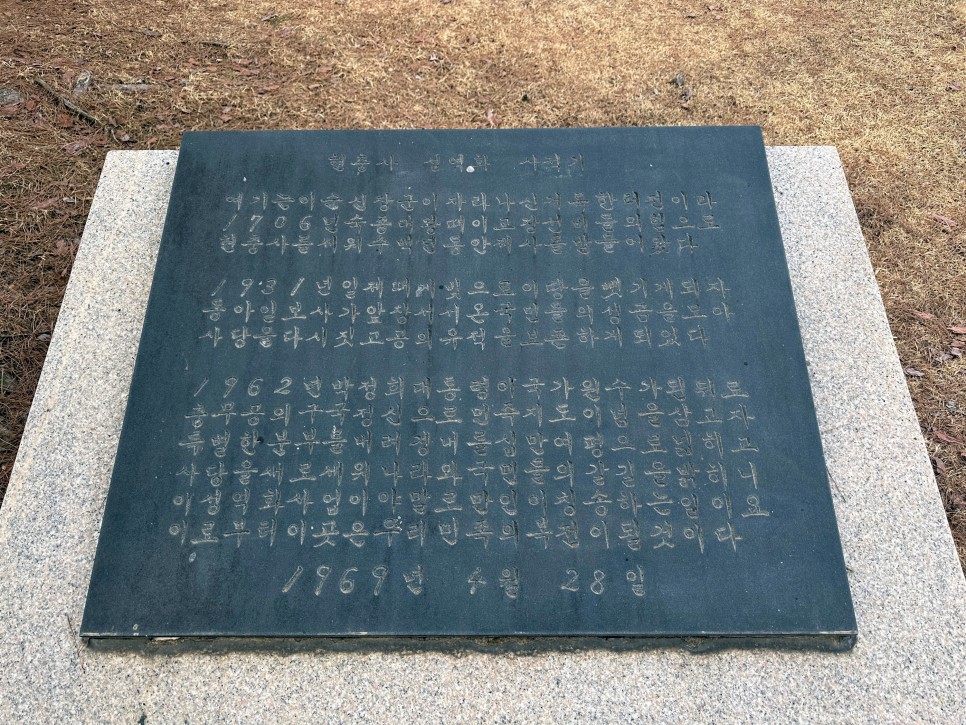 현충사 성역화 사적기
여기는이충신장군이자라나신거룩한터전이라
1706년숙종이땅에이고장선비들의원으로
현충사를세워수백년동안제사를받들어왔다
1931년일제때에빚으로이땅을뺏기게되자
동아일보사가앞장서서온국민들의성금을모아
사당을다시짓고공의유적을보존하게되었다
1962년박정희대통령이국가원수가된뒤로
충무공의구국정신으로민족지도이념을삼고자
특별한분부를내려경내를십만여평으로넓히고
사당을새로세워나라와국민들의갈길을밝히니
이성역화사업이야말로만인이칭송하는일이요
이로부터이곳은우리민족의복전이될것이다
1969년 4월 28일